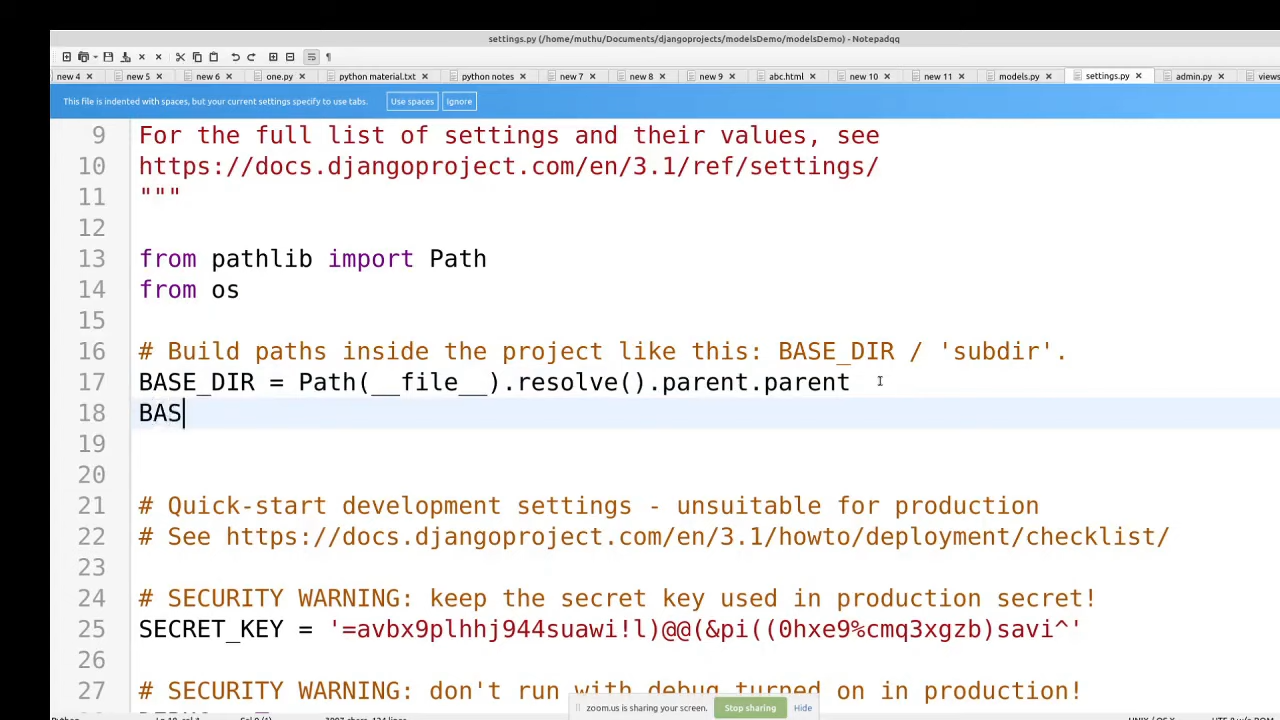 settings.py (/home/muthu/Documents/djangoprojects/modelsDemo/modelsDemo) - Notepadqq
new 4 new 5 new 6 one.py python material.txt python notes new 7 new 8 new 9 abc.html new 10 new 11 models.py settings.py admin.py views
This file is indented with spaces, but your current settings specify to use tabs. Use spaces Ignore
9 For the full list of settings and their values, see
10 https://docs.djangoproject.com/en/3.1/ref/settings/
11 """
12
13 from pathlib import Path
14 from os
15
16 # Build paths inside the project like this: BASE_DIR / 'subdir'.
17 BASE_DIR = Path(__file__).resolve().parent.parent
18 BAS
19
20
21 # Quick-start development settings - unsuitable for production
22 # See https://docs.djangoproject.com/en/3.1/howto/deployment/checklist/
23
24 # SECURITY WARNING: keep the secret key used in production secret!
25 SECRET_KEY = '=avbx9plhhj944suawi!l)@@(&pi((0hxe9%cmq3xgzb)savi^'
26
27 # SECURITY WARNING: don't run with debug turned on in production!
zoom.us is sharing your screen. Stop sharing Hide